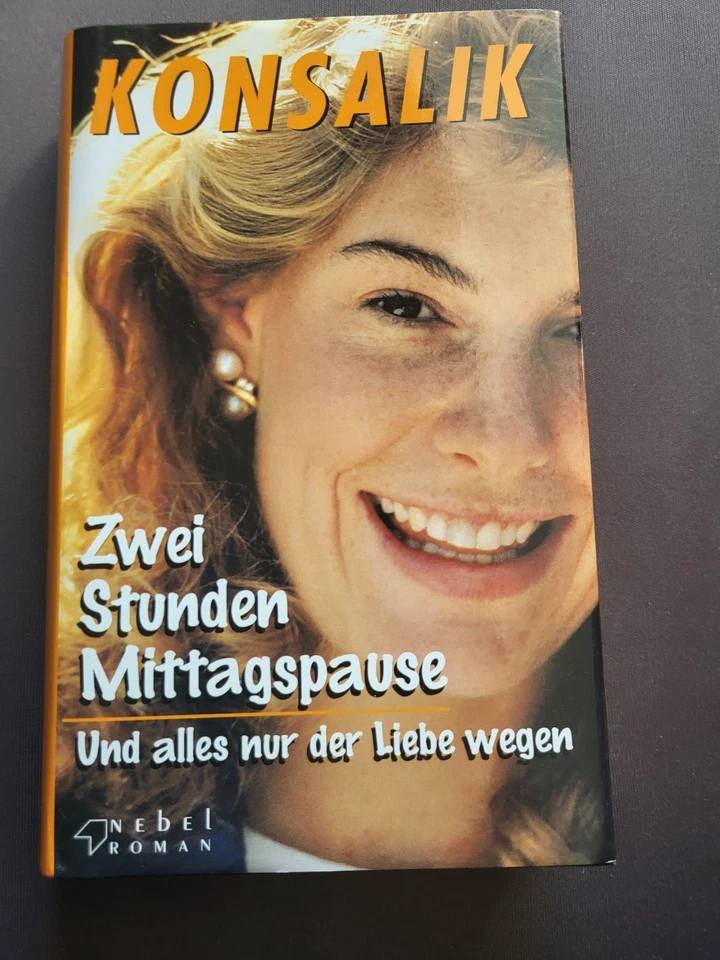 KONSALIK
Zwei
Stunden
Mittagspause
Und alles nur der Liebe wegen
Nebel
ROMAN